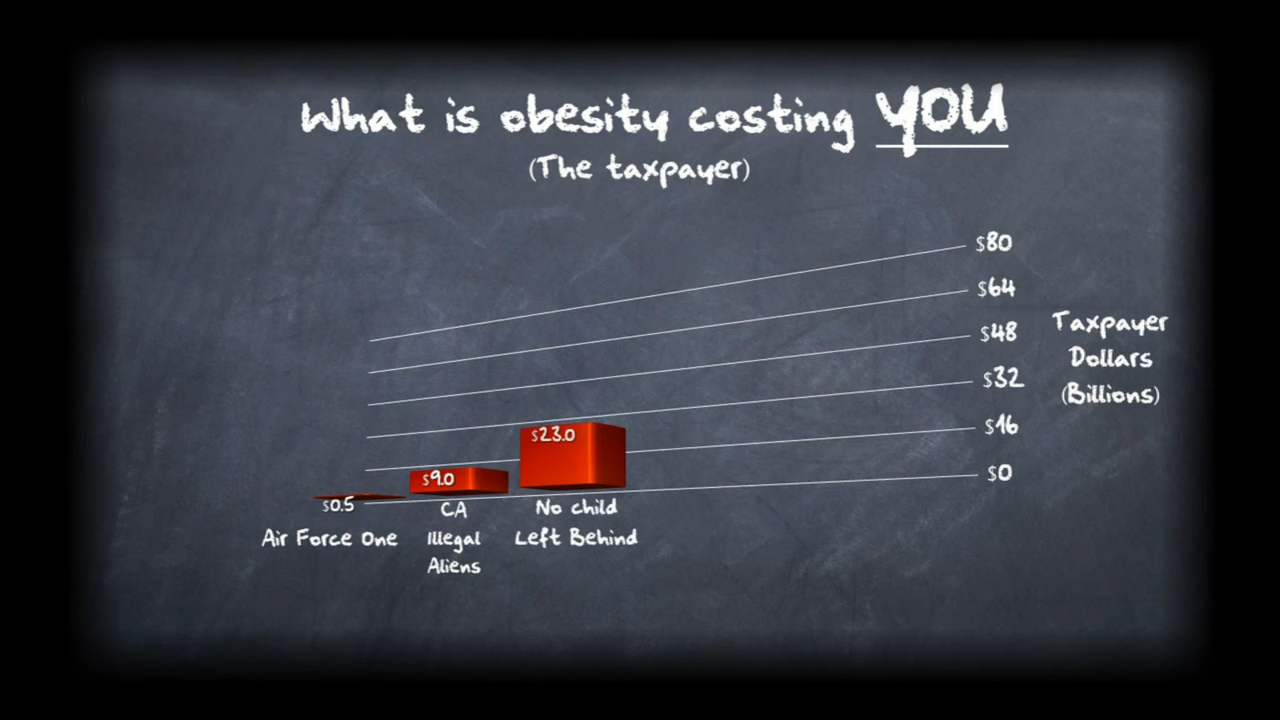 What is obesity costing YOU
(The taxpayer)
$80
$64
$48
$32
$16
$0
Taxpayer
Dollars
(Billions)
$0.5
$9.0
$23.0
Air Force One
CA
Illegal
Aliens
No child
Left Behind